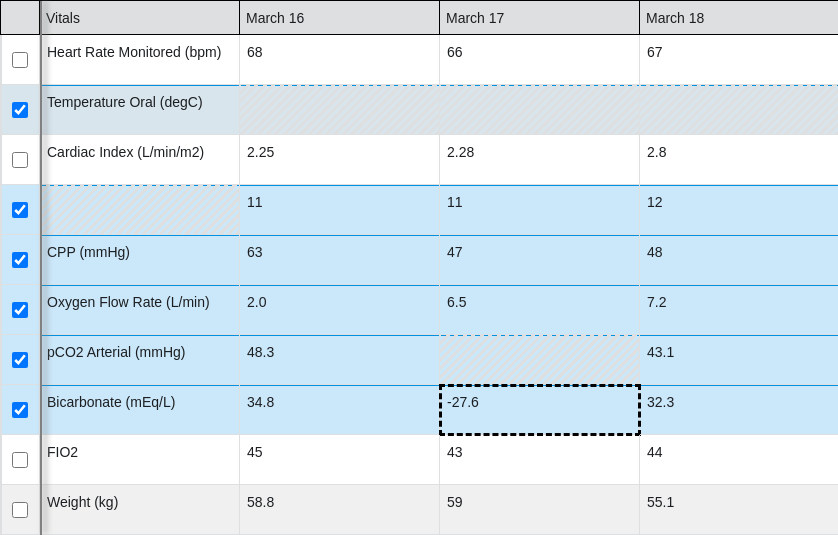 Vitals March 16 March 17 March 18
Heart Rate Monitored (bpm) 68 66 67
Temperature Oral (degC)
Cardiac Index (L/min/m2) 2.25 2.28 2.8
11 11 12
CPP (mmHg) 63 47 48
Oxygen Flow Rate (L/min) 2.0 6.5 7.2
pCO2 Arterial (mmHg) 48.3 43.1
Bicarbonate (mEq/L) 34.8 -27.6 32.3
FIO2 45 43 44
Weight (kg) 58.8 59 55.1